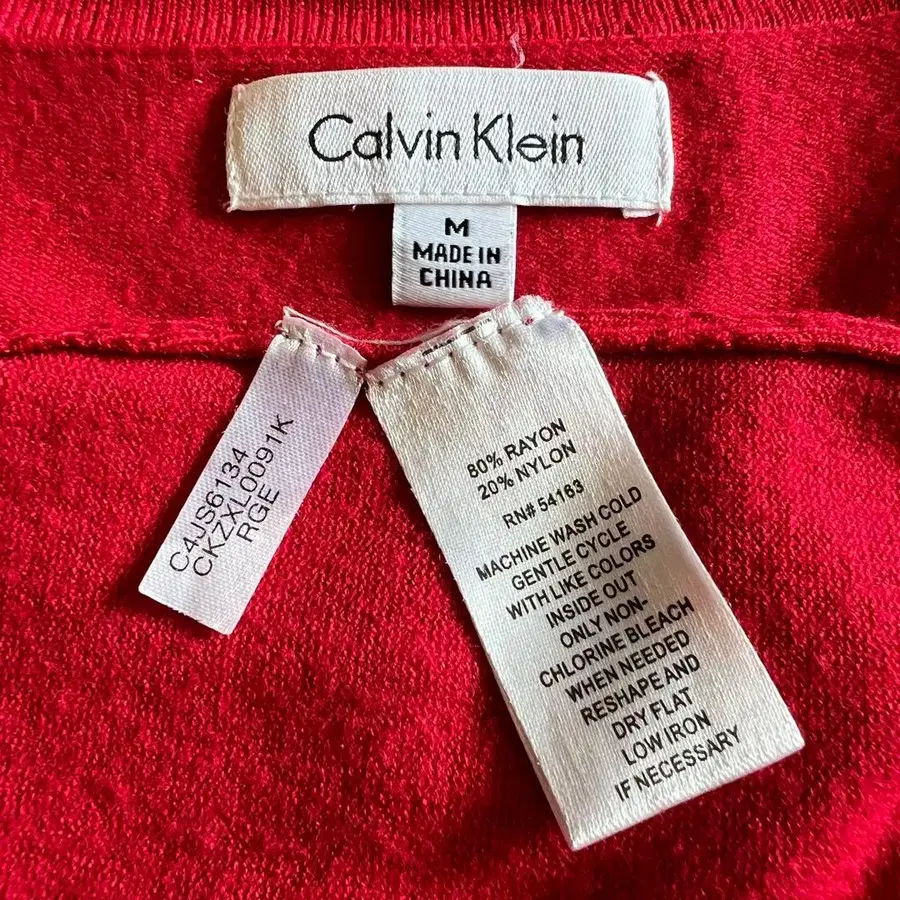 Calvin Klein
M
MADE IN
CHINA
C4JS6134
CKZXL0091K
RGE
80% RAYON
20% NYLON
RN# 54163
MACHINE WASH COLD
GENTLE CYCLE
WITH LIKE COLORS
INSIDE OUT
ONLY NON-
CHLORINE BLEACH
WHEN NEEDED
RESHAPE AND
DRY FLAT
LOW IRON
IF NECESSARY